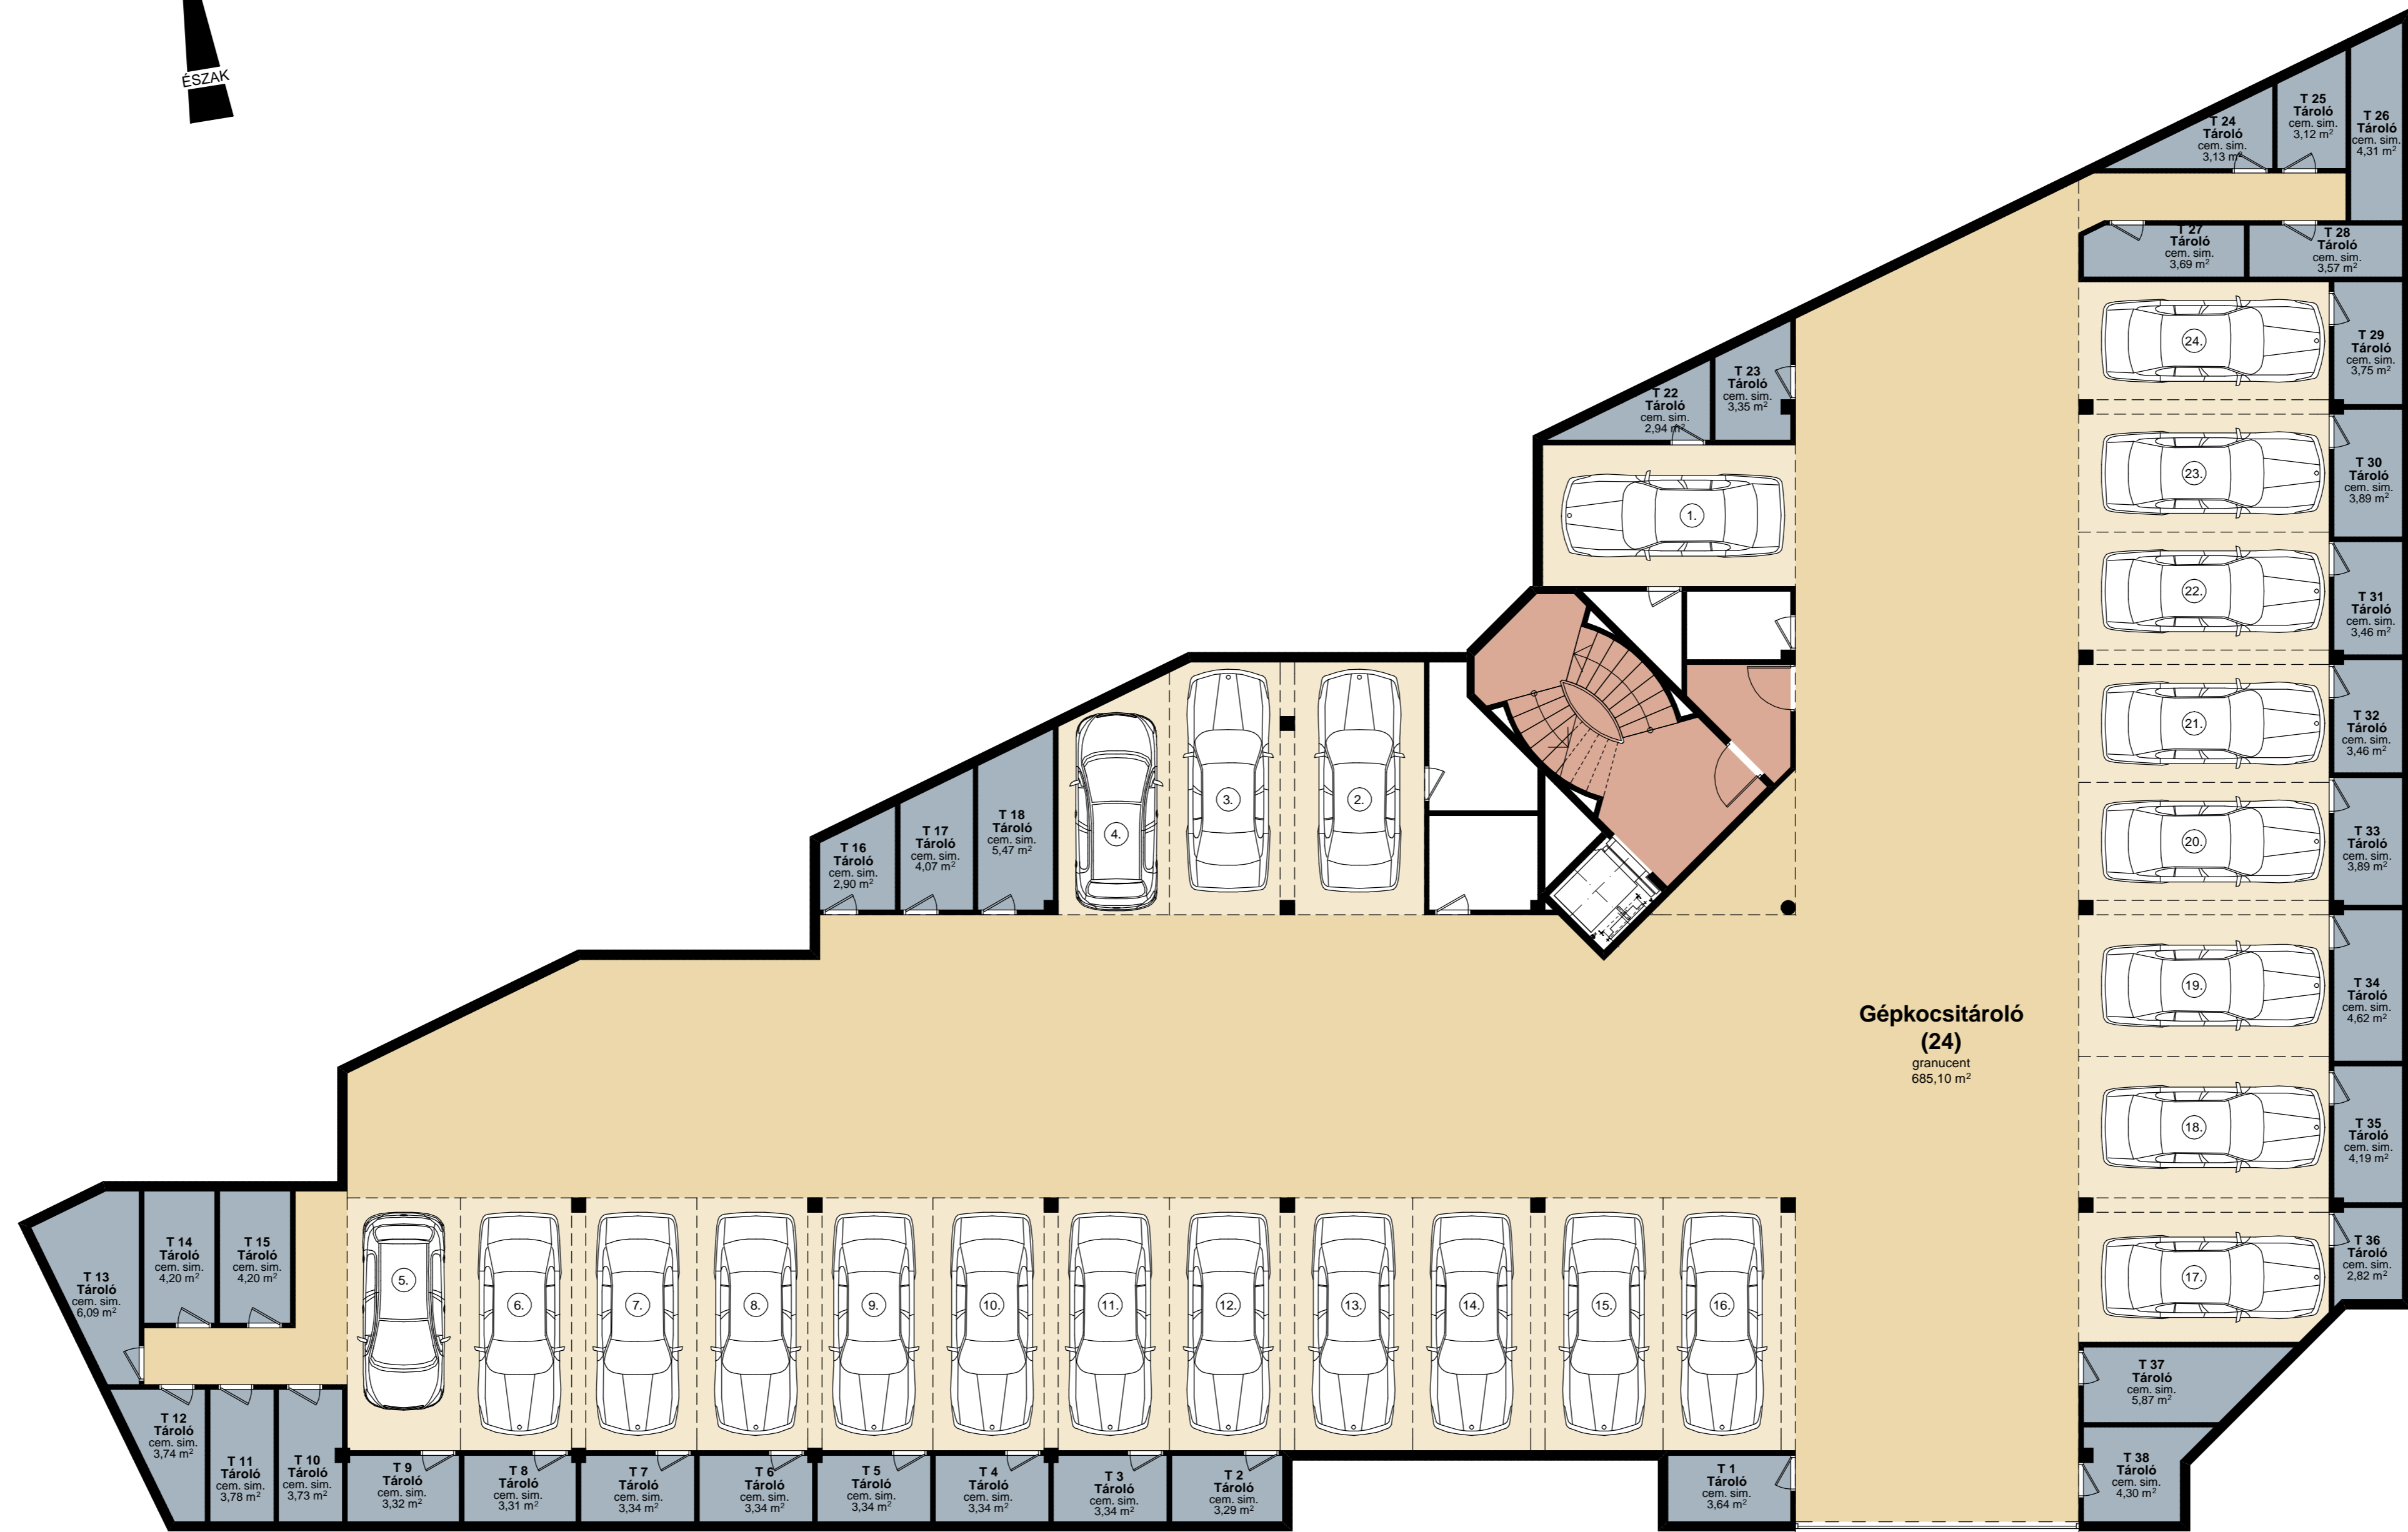 ÉSZAK
T 24
Tároló
cem. sim.
3,13 m²
T 25
Tároló
cem. sim.
3,12 m²
T 26
Tároló
cem. sim.
4,31 m²
T 27
Tároló
cem. sim.
3,69 m²
T 28
Tároló
cem. sim.
3,57 m²
24.
T 29
Tároló
cem. sim.
3,75 m²
T 22
Tároló
cem. sim.
2,94 m²
T 23
Tároló
cem. sim.
3,35 m²
1.
23.
T 30
Tároló
cem. sim.
3,89 m²
22.
T 31
Tároló
cem. sim.
3,46 m²
21.
T 32
Tároló
cem. sim.
3,46 m²
20.
T 33
Tároló
cem. sim.
3,89 m²
T 16
Tároló
cem. sim.
2,90 m²
T 17
Tároló
cem. sim.
4,07 m²
T 18
Tároló
cem. sim.
5,47 m²
4.
3.
2.
19.
T 34
Tároló
cem. sim.
4,62 m²
Gépkocsitároló
(24)
granucent
685,10 m²
18.
T 35
Tároló
cem. sim.
4,19 m²
17.
T 36
Tároló
cem. sim.
2,82 m²
T 13
Tároló
cem. sim.
6,09 m²
T 14
Tároló
cem. sim.
4,20 m²
T 15
Tároló
cem. sim.
4,20 m²
5.
6.
7.
8.
9.
10.
11.
12.
13.
14.
15.
16.
T 37
Tároló
cem. sim.
5,87 m²
T 12
Tároló
cem. sim.
3,74 m²
T 11
Tároló
cem. sim.
3,78 m²
T 10
Tároló
cem. sim.
3,73 m²
T 9
Tároló
cem. sim.
3,32 m²
T 8
Tároló
cem. sim.
3,31 m²
T 7
Tároló
cem. sim.
3,34 m²
T 6
Tároló
cem. sim.
3,34 m²
T 5
Tároló
cem. sim.
3,34 m²
T 4
Tároló
cem. sim.
3,34 m²
T 3
Tároló
cem. sim.
3,34 m²
T 2
Tároló
cem. sim.
3,29 m²
T 1
Tároló
cem. sim.
3,64 m²
T 38
Tároló
cem. sim.
4,30 m²